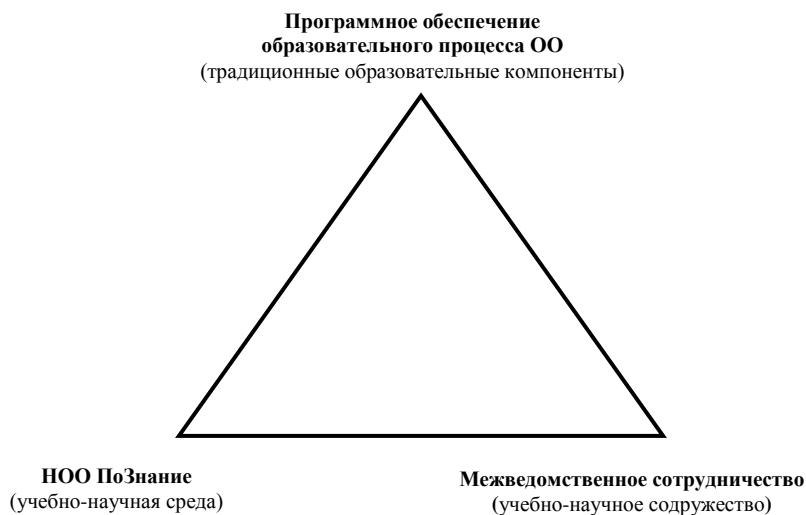 Программное обеспечение
образовательного процесса ОО
(традиционные образовательные компоненты)
НОО ПоЗнание
(учебно-научная среда)
Межведомственное сотрудничество
(учебно-научное содружество)